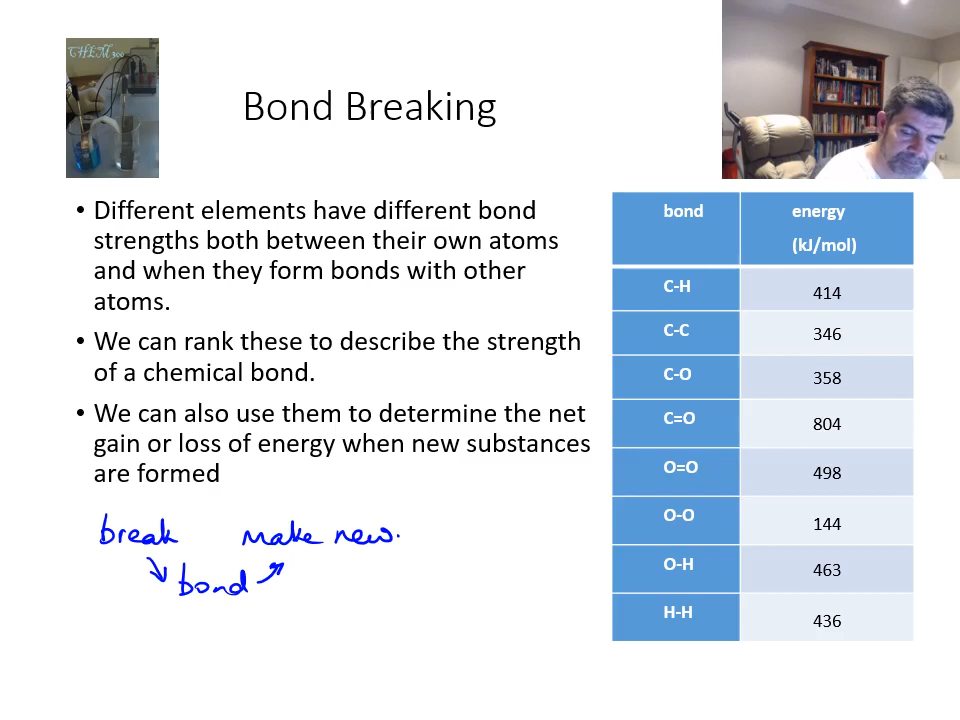 CHEM 300
Bond Breaking
• Different elements have different bond
strengths both between their own atoms
and when they form bonds with other
atoms.
• We can rank these to describe the strength
of a chemical bond.
• We can also use them to determine the net
gain or loss of energy when new substances
are formed
break make new.
bond
bond energy
(kJ/mol)
C-H 414
C-C 346
C-O 358
C=O 804
O=O 498
O-O 144
O-H 463
H-H 436